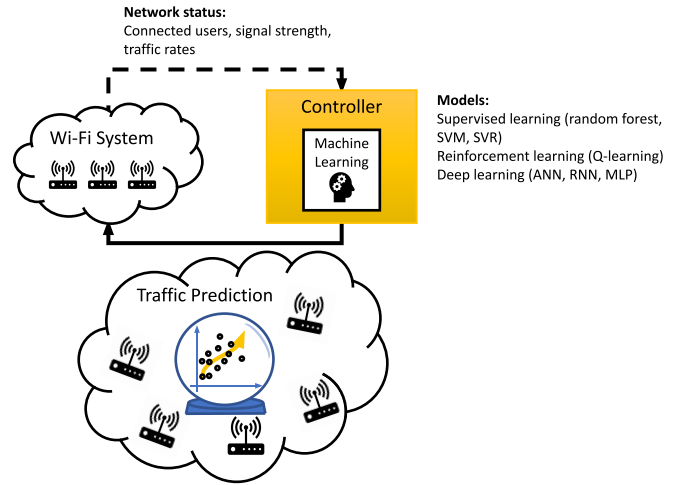 Network status:
Connected users, signal strength,
traffic rates
Controller
Machine
Learning
Wi-Fi System
Models:
Supervised learning (random forest,
SVM, SVR)
Reinforcement learning (Q-learning)
Deep learning (ANN, RNN, MLP)
Traffic Prediction